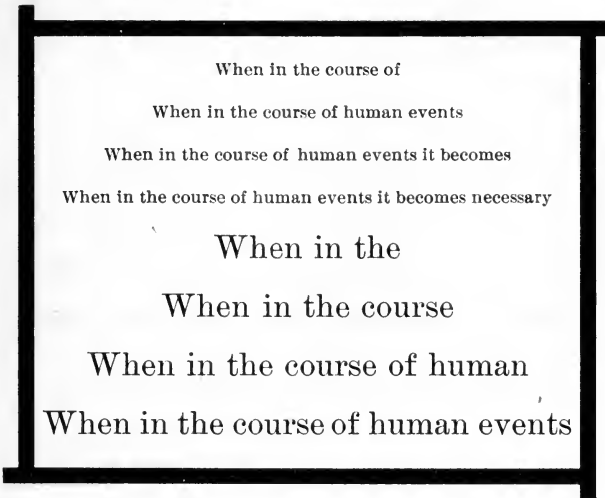 When in the course of
When in the course of human events
When in the course of human events it becomes
When in the course of human events it becomes necessary
When in the
When in the course
When in the course of human
When in the course of human events